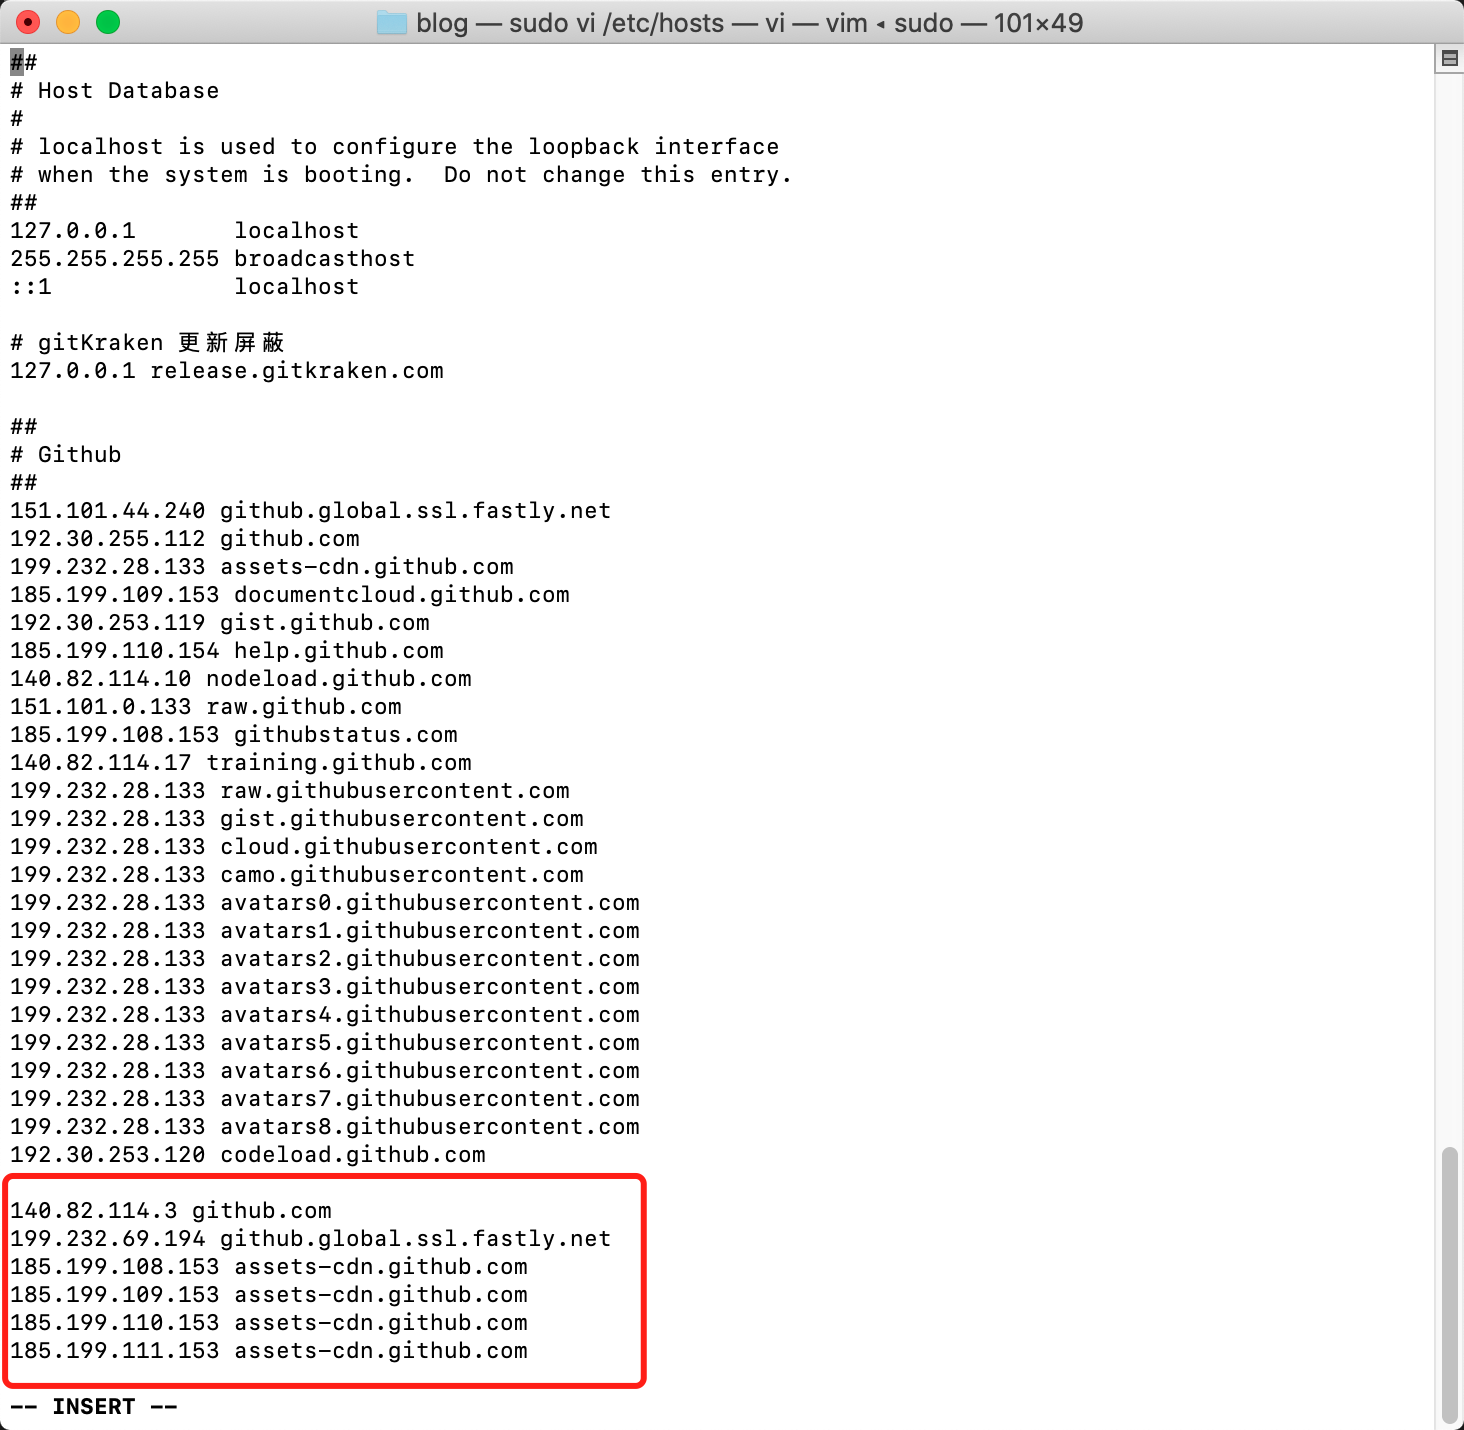 blog — sudo vi /etc/hosts — vi — vim ◂ sudo — 101×49
##
# Host Database
#
# localhost is used to configure the loopback interface
# when the system is booting.  Do not change this entry.
##
127.0.0.1       localhost
255.255.255.255 broadcasthost
::1             localhost
# gitKraken 更新屏蔽
127.0.0.1 release.gitkraken.com
##
# Github
##
151.101.44.240 github.global.ssl.fastly.net
192.30.255.112 github.com
199.232.28.133 assets-cdn.github.com
185.199.109.153 documentcloud.github.com
192.30.253.119 gist.github.com
185.199.110.154 help.github.com
140.82.114.10 nodeload.github.com
151.101.0.133 raw.github.com
185.199.108.153 githubstatus.com
140.82.114.17 training.github.com
199.232.28.133 raw.githubusercontent.com
199.232.28.133 gist.githubusercontent.com
199.232.28.133 cloud.githubusercontent.com
199.232.28.133 camo.githubusercontent.com
199.232.28.133 avatars0.githubusercontent.com
199.232.28.133 avatars1.githubusercontent.com
199.232.28.133 avatars2.githubusercontent.com
199.232.28.133 avatars3.githubusercontent.com
199.232.28.133 avatars4.githubusercontent.com
199.232.28.133 avatars5.githubusercontent.com
199.232.28.133 avatars6.githubusercontent.com
199.232.28.133 avatars7.githubusercontent.com
199.232.28.133 avatars8.githubusercontent.com
192.30.253.120 codeload.github.com
140.82.114.3 github.com
199.232.69.194 github.global.ssl.fastly.net
185.199.108.153 assets-cdn.github.com
185.199.109.153 assets-cdn.github.com
185.199.110.153 assets-cdn.github.com
185.199.111.153 assets-cdn.github.com
-- INSERT --